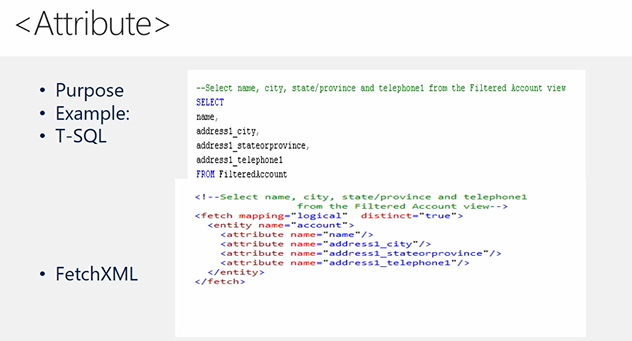 <Attribute>
• Purpose
• Example:
• T-SQL
--Select name, city, state/province and telephone1 from the Filtered Account view
SELECT
name,
address1_city,
address1_stateorprovince,
address1_telephone1
FROM FilteredAccount
• FetchXML
<!--Select name, city, state/province and telephone1
from the Filtered Account view-->
<fetch mapping="logical" distinct="true">
<entity name="account">
<attribute name="name"/>
<attribute name="address1_city"/>
<attribute name="address1_stateorprovince"/>
<attribute name="address1_telephone1"/>
</entity>
</fetch>